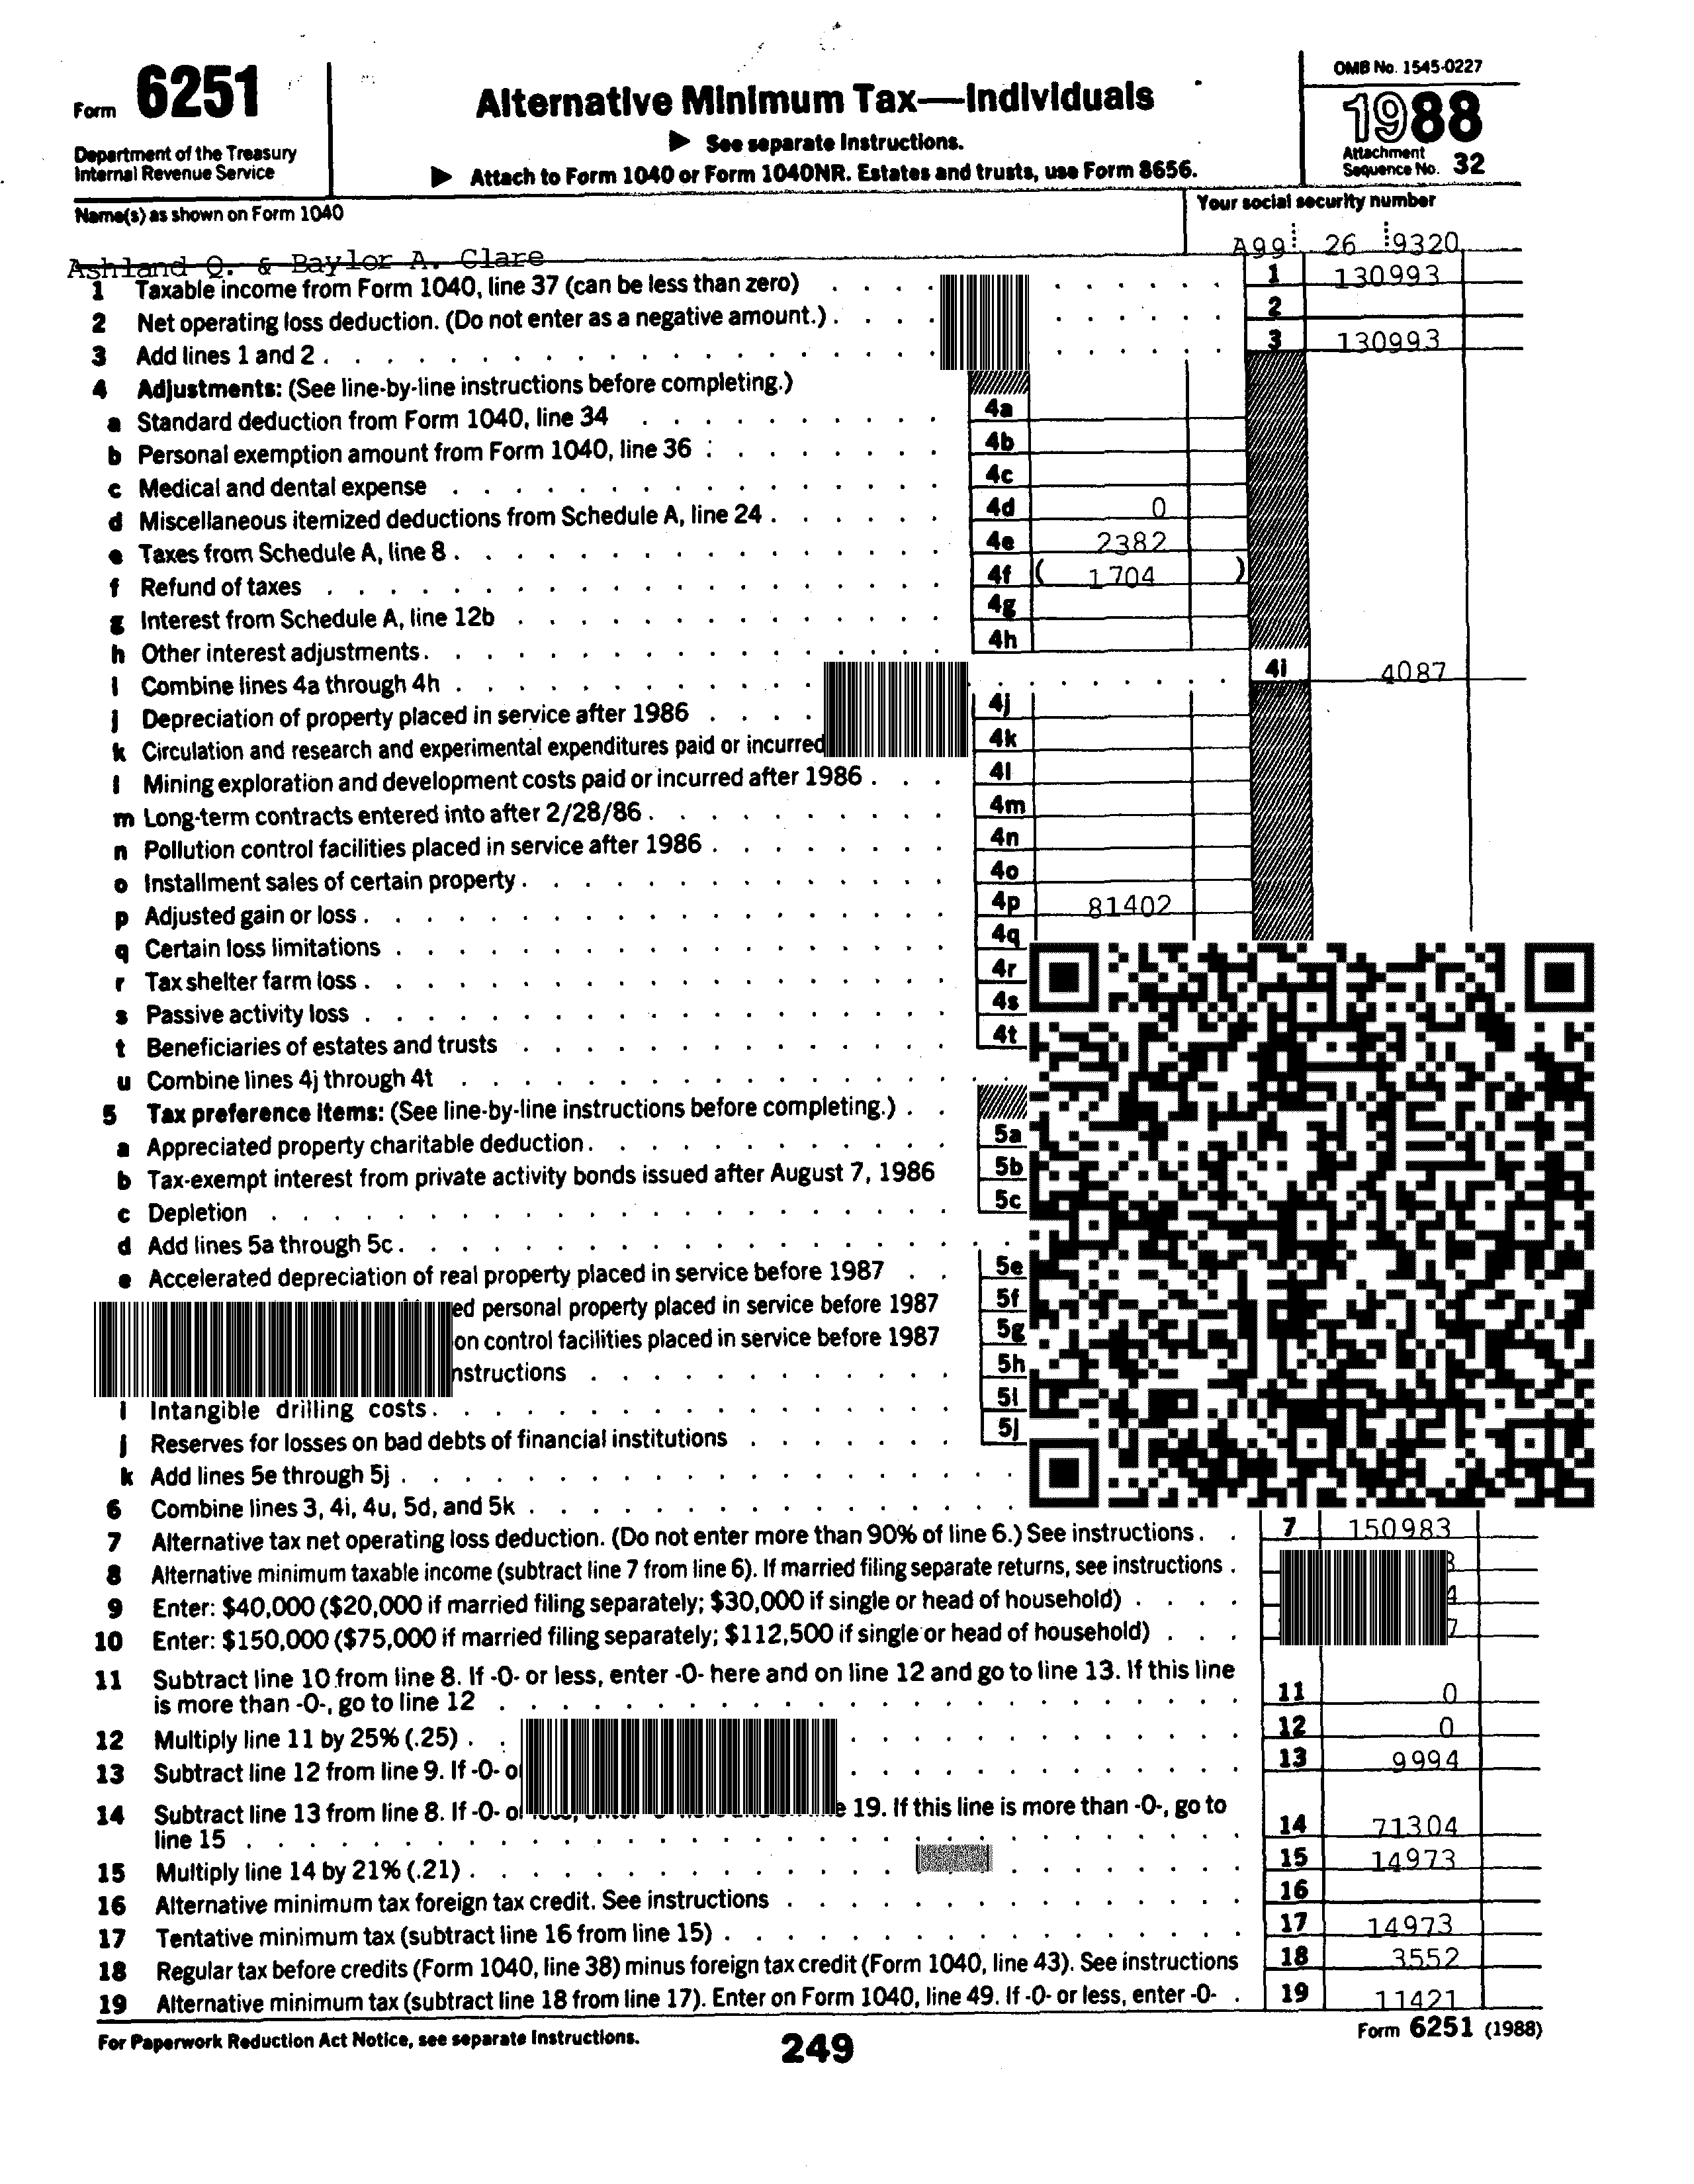 Form 6251
Department of the Treasury
Internal Revenue Service
Alternative Minimum Tax—Individuals
▶ See separate Instructions.
▶ Attach to Form 1040 or Form 1040NR. Estates and trusts, use Form 8656.
OMB No. 1545-0227
1988
Attachment
Sequence No. 32
Name(s) as shown on Form 1040
Your social security number
Ashland Q. & Baylor A. Clare
A99 26 9320
1 Taxable income from Form 1040, line 37 (can be less than zero) 1 130993
2 Net operating loss deduction. (Do not enter as a negative amount.) 2
3 Add lines 1 and 2 3 130993
4 Adjustments: (See line-by-line instructions before completing.)
a Standard deduction from Form 1040, line 34 4a
b Personal exemption amount from Form 1040, line 36 4b
c Medical and dental expense 4c
d Miscellaneous itemized deductions from Schedule A, line 24 4d 0
e Taxes from Schedule A, line 8 4e 2382
f Refund of taxes 4f ( 1704 )
g Interest from Schedule A, line 12b 4g
h Other interest adjustments 4h
i Combine lines 4a through 4h 4i 4087
j Depreciation of property placed in service after 1986 4j
k Circulation and research and experimental expenditures paid or incurred 4k
l Mining exploration and development costs paid or incurred after 1986 4l
m Long-term contracts entered into after 2/28/86 4m
n Pollution control facilities placed in service after 1986 4n
o Installment sales of certain property 4o
p Adjusted gain or loss 4p 81402
q Certain loss limitations 4q
r Tax shelter farm loss 4r
s Passive activity loss 4s
t Beneficiaries of estates and trusts 4t
u Combine lines 4j through 4t
5 Tax preference items: (See line-by-line instructions before completing.)
a Appreciated property charitable deduction 5a
b Tax-exempt interest from private activity bonds issued after August 7, 1986 5b
c Depletion 5c
d Add lines 5a through 5c
e Accelerated depreciation of real property placed in service before 1987 5e
personal property placed in service before 1987 5f
control facilities placed in service before 1987 5g
5h
i Intangible drilling costs 5i
j Reserves for losses on bad debts of financial institutions 5j
k Add lines 5e through 5j
6 Combine lines 3, 4i, 4u, 5d, and 5k
7 Alternative tax net operating loss deduction. (Do not enter more than 90% of line 6.) See instructions 7 150983
8 Alternative minimum taxable income (subtract line 7 from line 6). If married filing separate returns, see instructions
9 Enter: $40,000 ($20,000 if married filing separately; $30,000 if single or head of household)
10 Enter: $150,000 ($75,000 if married filing separately; $112,500 if single or head of household)
11 Subtract line 10 from line 8. If -0- or less, enter -0- here and on line 12 and go to line 13. If this line
is more than -0-, go to line 12 11 0
12 Multiply line 11 by 25% (.25) 12 0
13 Subtract line 12 from line 9. If -0- 13 9994
14 Subtract line 13 from line 8. If -0- 19. If this line is more than -0-, go to
line 15 14 71304
15 Multiply line 14 by 21% (.21) 15 14973
16 Alternative minimum tax foreign tax credit. See instructions 16
17 Tentative minimum tax (subtract line 16 from line 15) 17 14973
18 Regular tax before credits (Form 1040, line 38) minus foreign tax credit (Form 1040, line 43). See instructions 18 3552
19 Alternative minimum tax (subtract line 18 from line 17). Enter on Form 1040, line 49. If -0- or less, enter -0- 19 11421
For Paperwork Reduction Act Notice, see separate Instructions.
249
Form 6251 (1988)